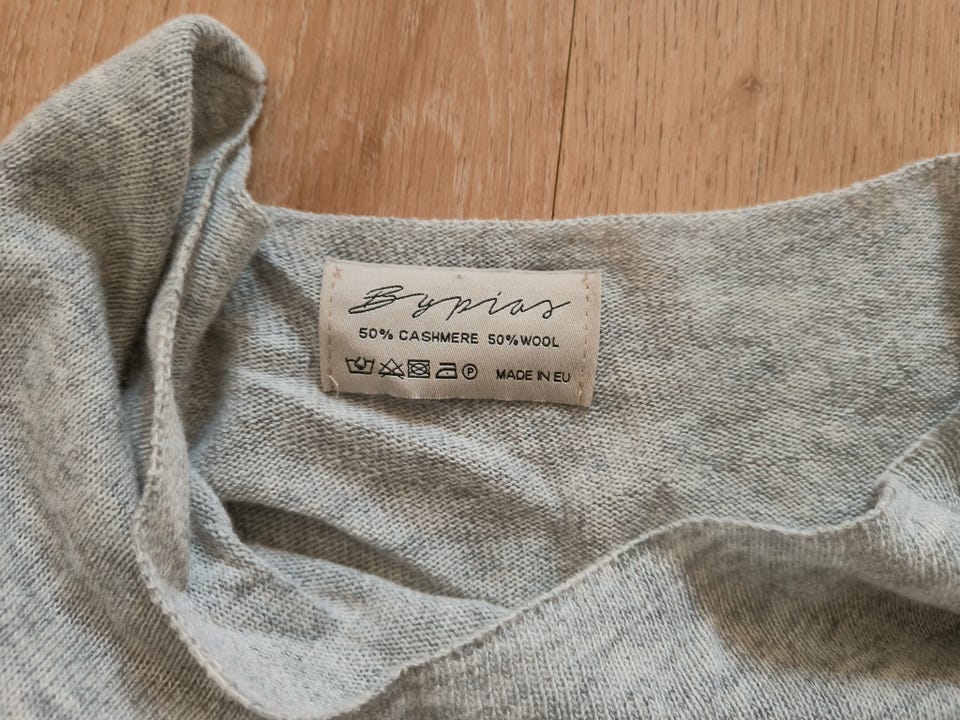 Bypias
50% CASHMERE 50% WOOL
P MADE IN EU